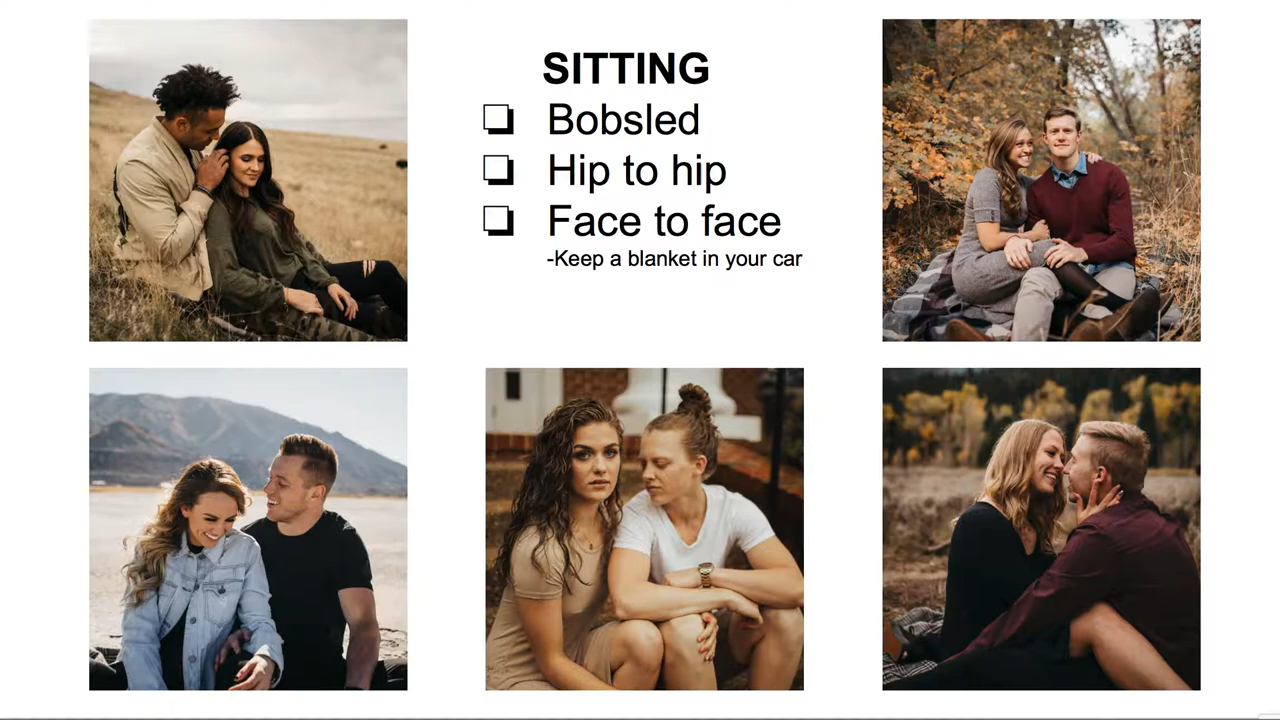 SITTING
❏ Bobsled
❏ Hip to hip
❏ Face to face
-Keep a blanket in your car